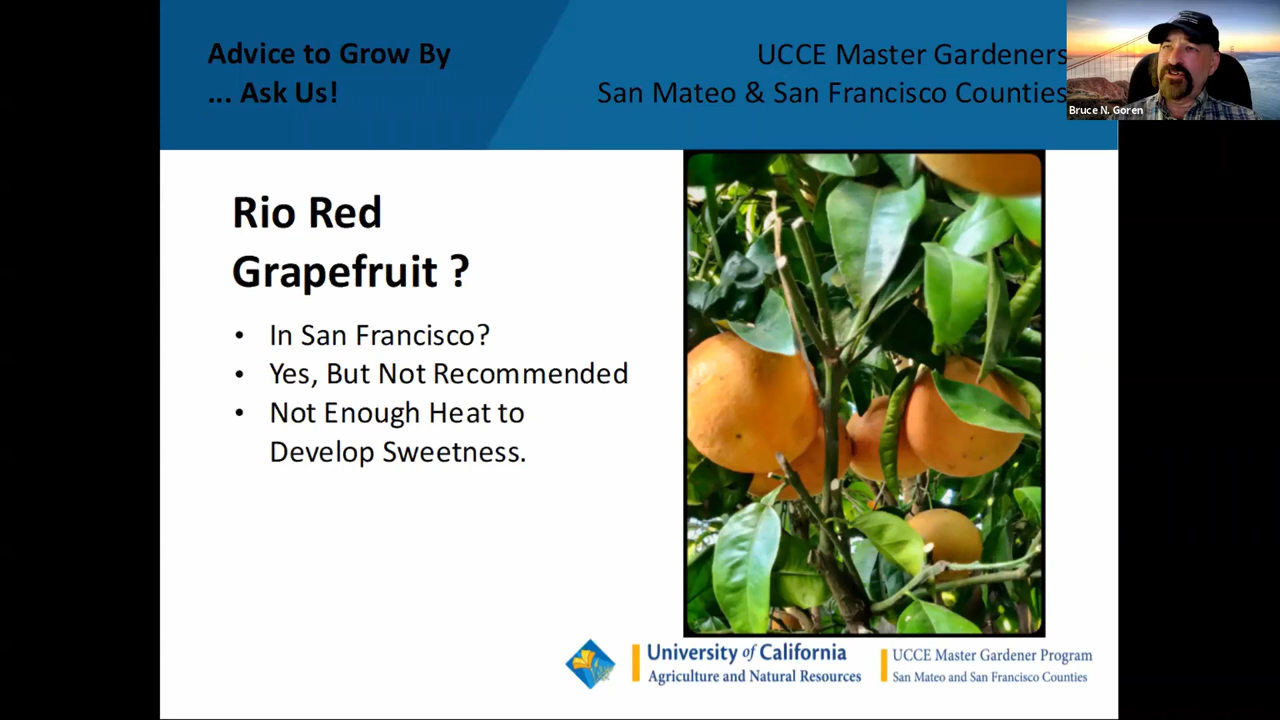 Advice to Grow By
... Ask Us!
UCCE Master Gardeners
San Mateo & San Francisco Counties
Bruce N. Goren
Rio Red
Grapefruit ?
• In San Francisco?
• Yes, But Not Recommended
• Not Enough Heat to
Develop Sweetness.
University of California
Agriculture and Natural Resources
UCCE Master Gardener Program
San Mateo and San Francisco Counties